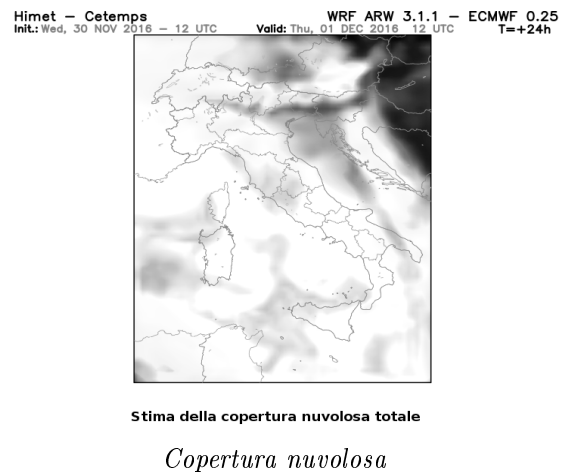 Himet − Cetemps WRF ARW 3.1.1 − ECMWF 0.25
Init.: Wed, 30 NOV 2016 − 12 UTC Valid: Thu, 01 DEC 2016 12 UTC T=+24h
Stima della copertura nuvolosa totale
Copertura nuvolosa